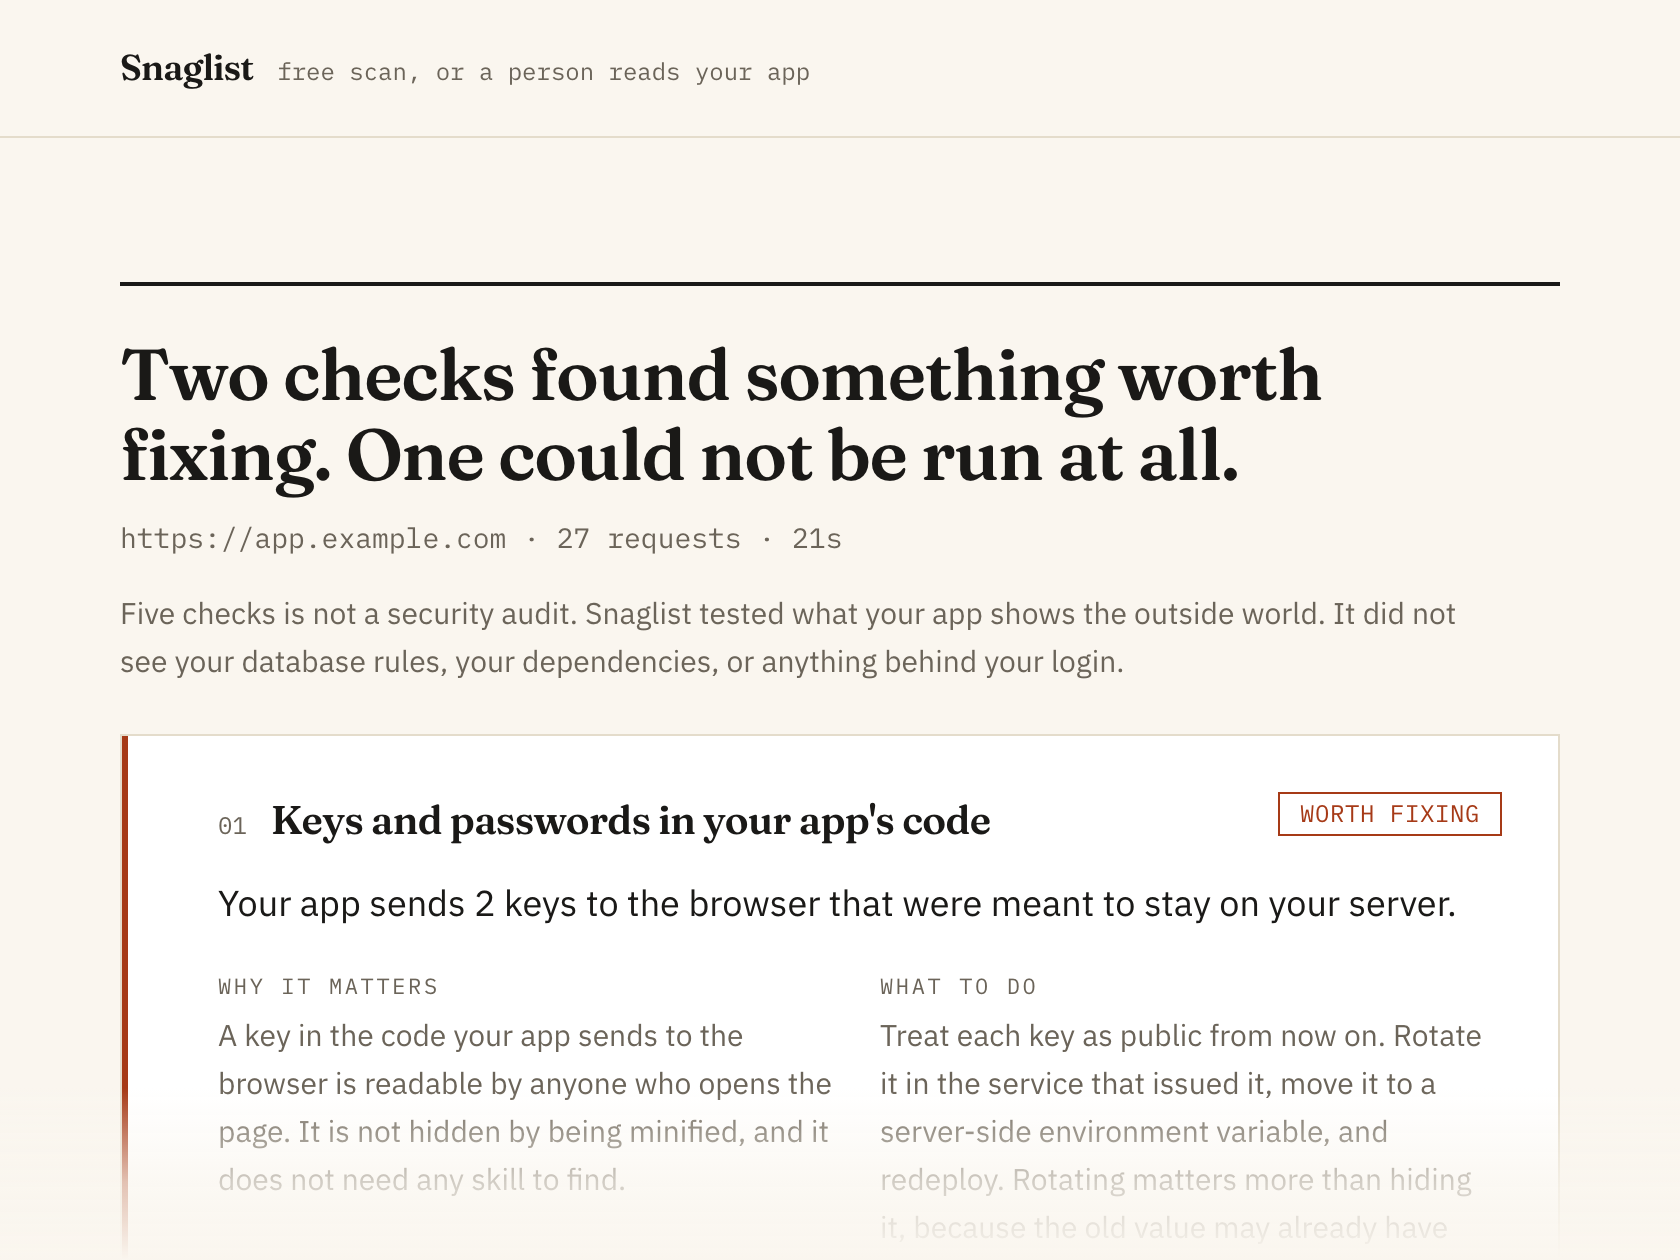 Snaglist free scan, or a person reads your app
Two checks found something worth
fixing. One could not be run at all.
https://app.example.com · 27 requests · 21s
Five checks is not a security audit. Snaglist tested what your app shows the outside world. It did not
see your database rules, your dependencies, or anything behind your login.
01 Keys and passwords in your app's code
WORTH FIXING
Your app sends 2 keys to the browser that were meant to stay on your server.
WHY IT MATTERS
A key in the code your app sends to the
browser is readable by anyone who opens the
page. It is not hidden by being minified, and it
does not need any skill to find.
WHAT TO DO
Treat each key as public from now on. Rotate
it in the service that issued it, move it to a
server-side environment variable, and
redeploy. Rotating matters more than hiding
it, because the old value may already have